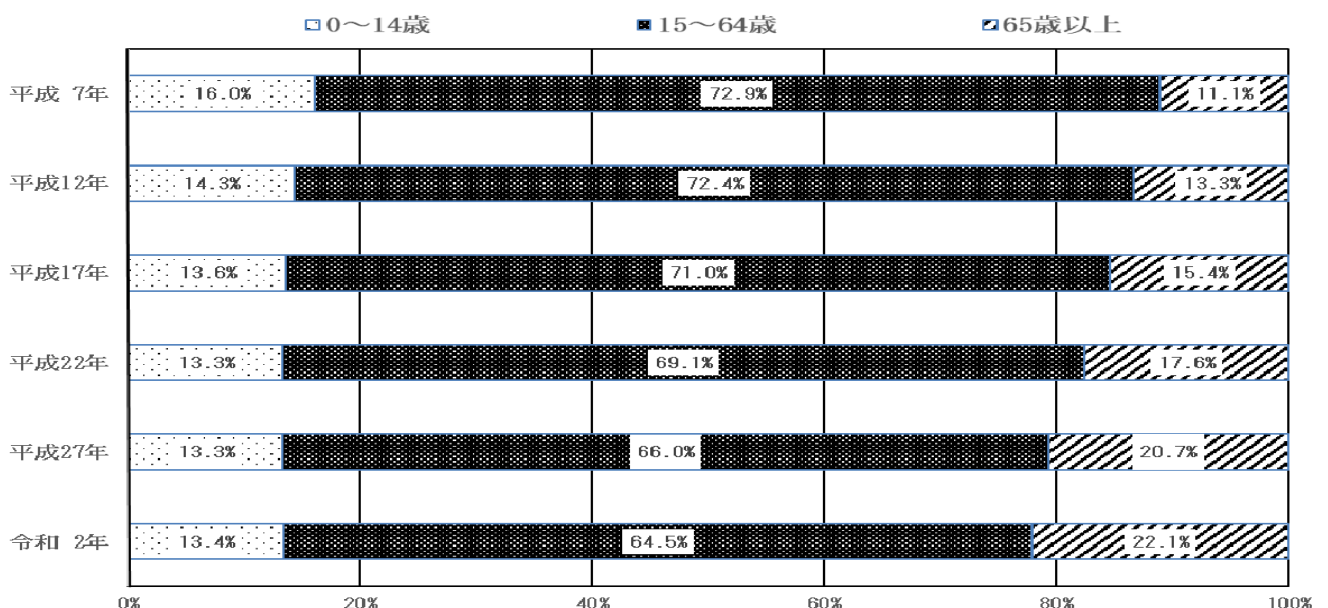 0～14歳 15～64歳 65歳以上
平成 7年 16.0% 72.9% 11.1%
平成12年 14.3% 72.4% 13.3%
平成17年 13.6% 71.0% 15.4%
平成22年 13.3% 69.1% 17.6%
平成27年 13.3% 66.0% 20.7%
令和 2年 13.4% 64.5% 22.1%
0% 20% 40% 60% 80% 100%